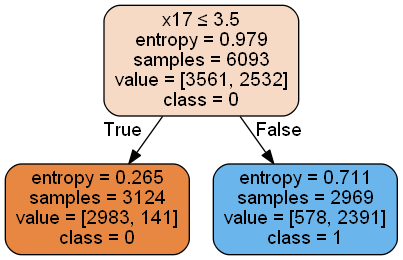 x17 ≤ 3.5
entropy = 0.979
samples = 6093
value = [3561, 2532]
class = 0
True
False
entropy = 0.265
samples = 3124
value = [2983, 141]
class = 0
entropy = 0.711
samples = 2969
value = [578, 2391]
class = 1